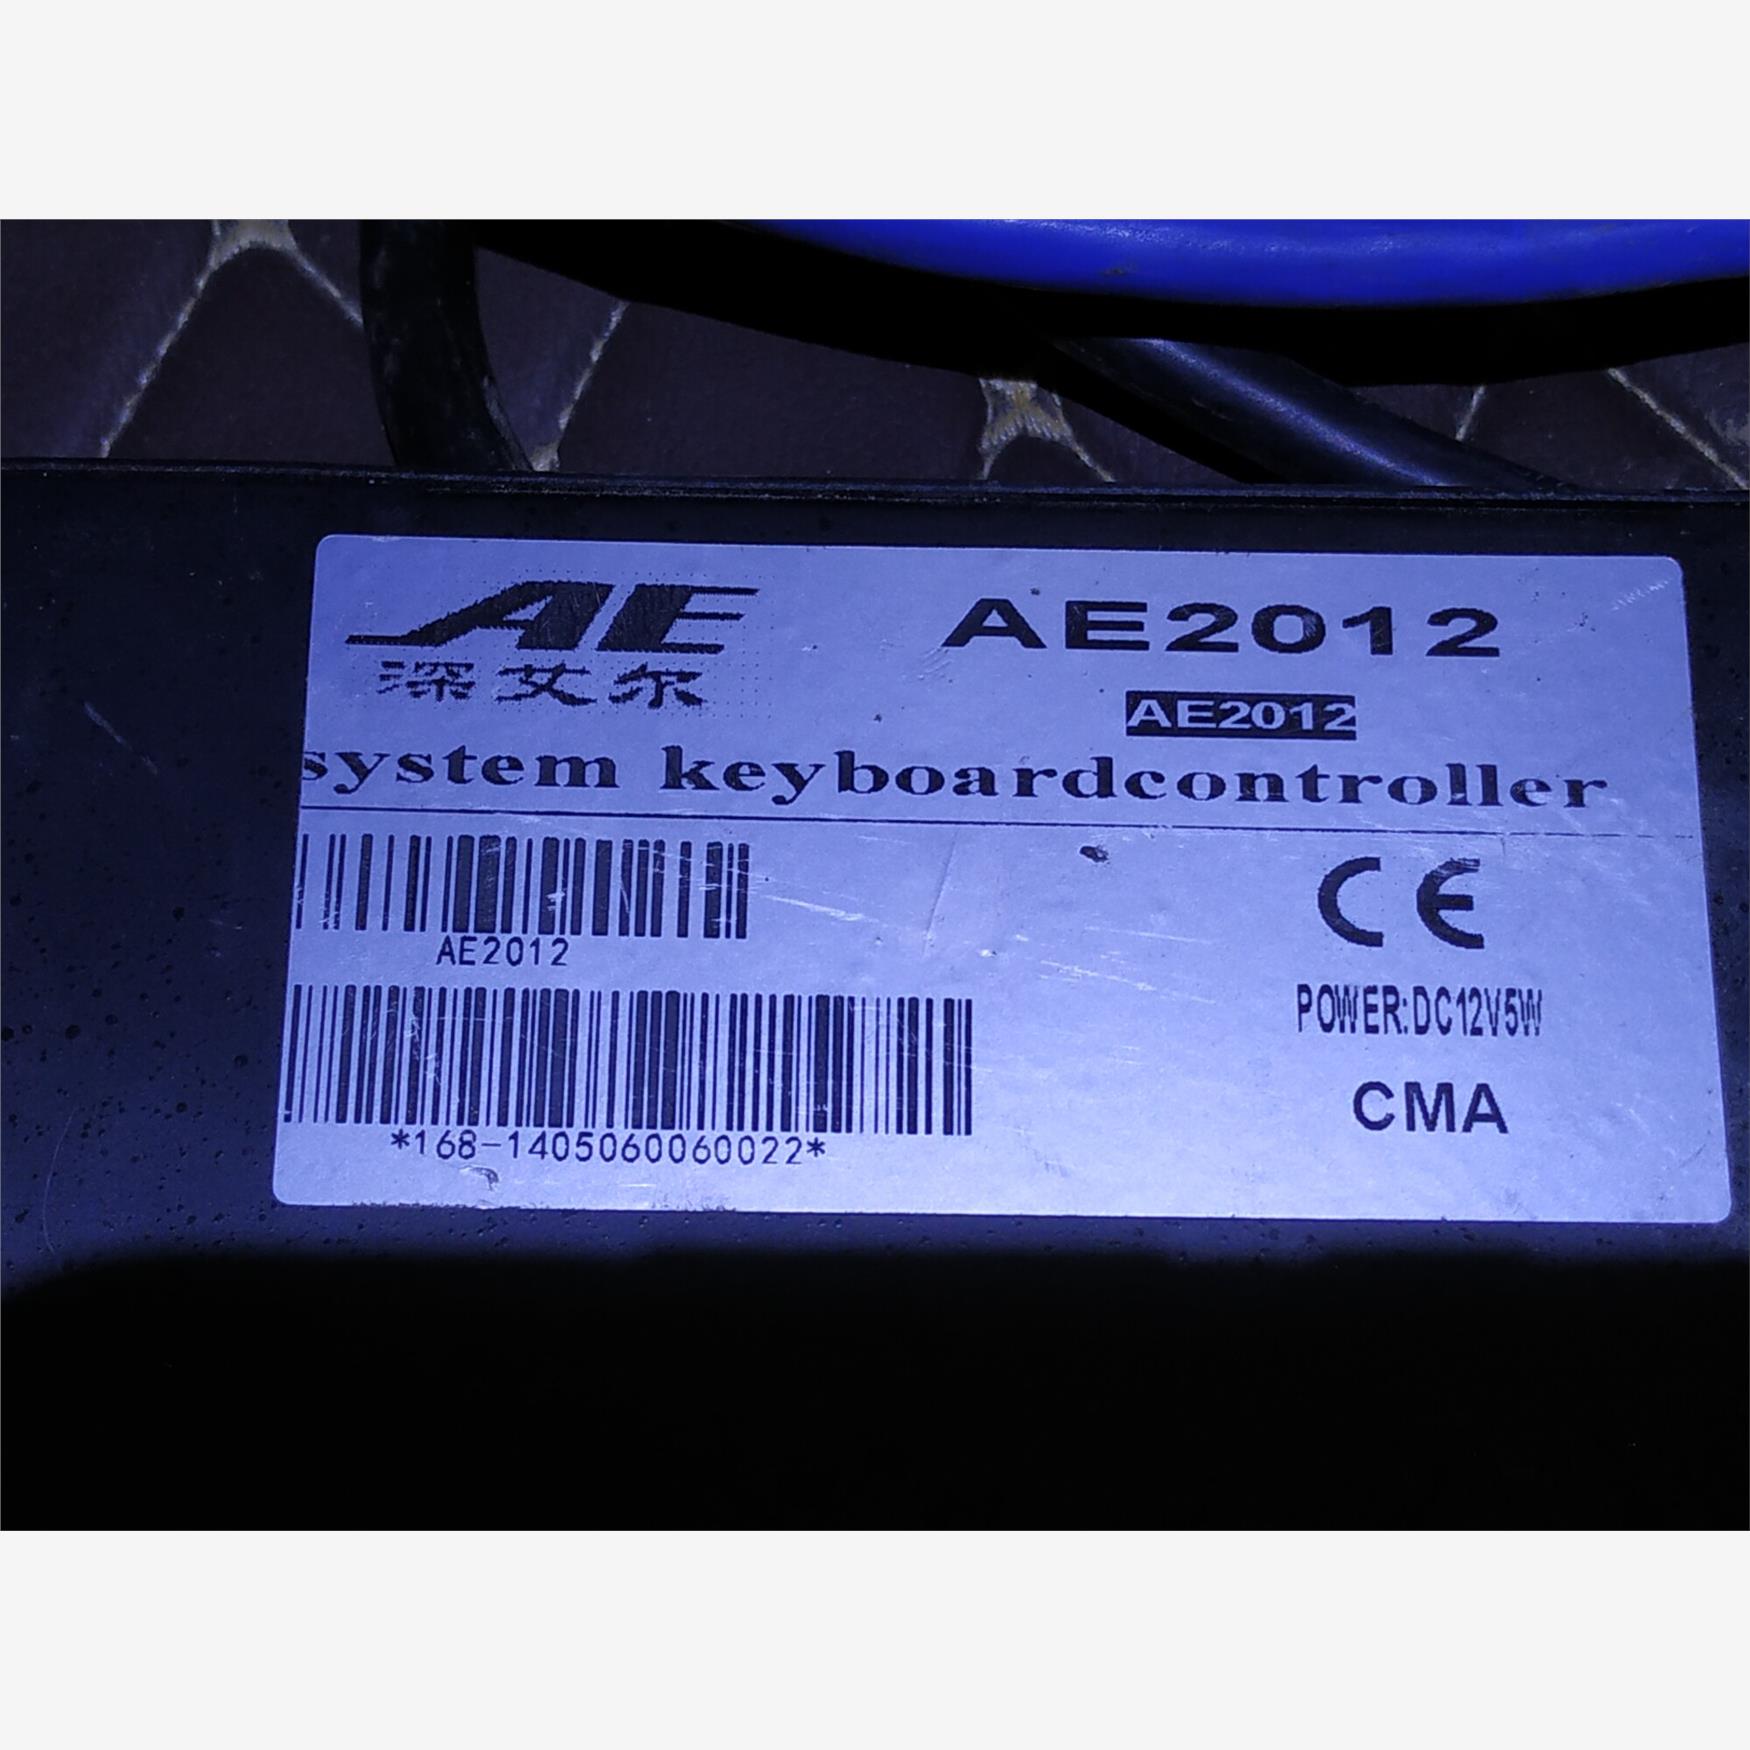 AE
深艾尔
AE2012
AE2012
system keyboardcontroller
AE2012
CE
POWER:DC12V5W
*168-1405060060022*
CMA